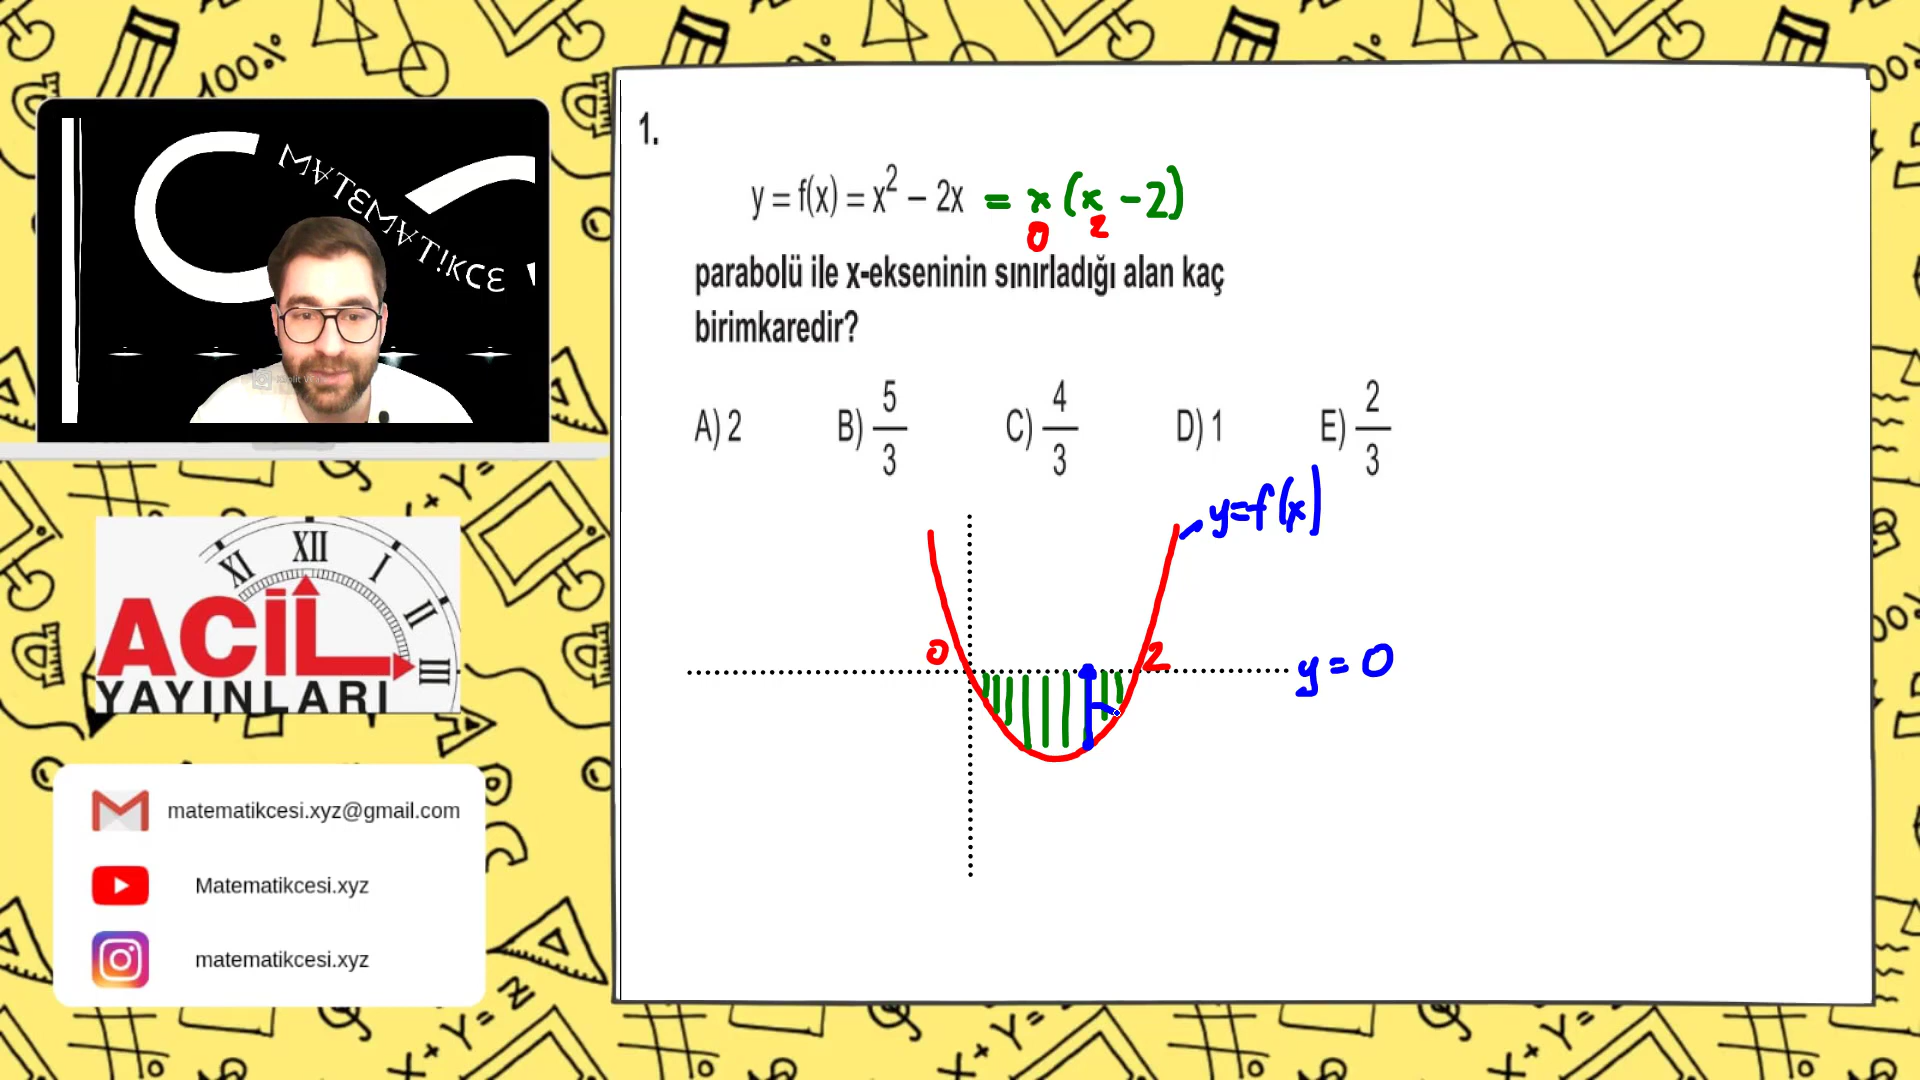 MATEMATİKCE
XI XII I II III
ACİL
YAYINLARI
matematikcesi.xyz@gmail.com
Matematikcesi.xyz
matematikcesi.xyz
1.
y = f(x) = x² − 2x = x (x − 2)
0 2
parabolü ile x-ekseninin sınırladığı alan kaç
birimkaredir?
A) 2 B) 5/3 C) 4/3 D) 1 E) 2/3
y=f(x)
0 2
y = 0